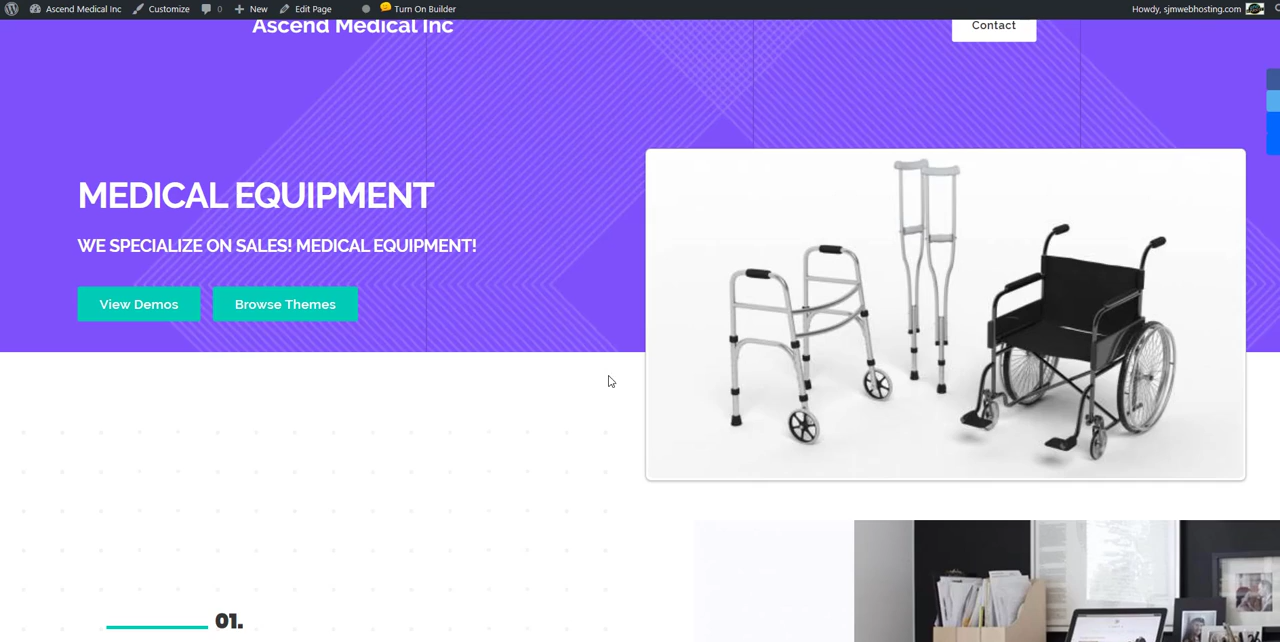 Ascend Medical Inc Customize 0 New Edit Page Turn On Builder Howdy, sjmwebhosting.com
Ascend Medical Inc
Contact
MEDICAL EQUIPMENT
WE SPECIALIZE ON SALES! MEDICAL EQUIPMENT!
View Demos Browse Themes
01.